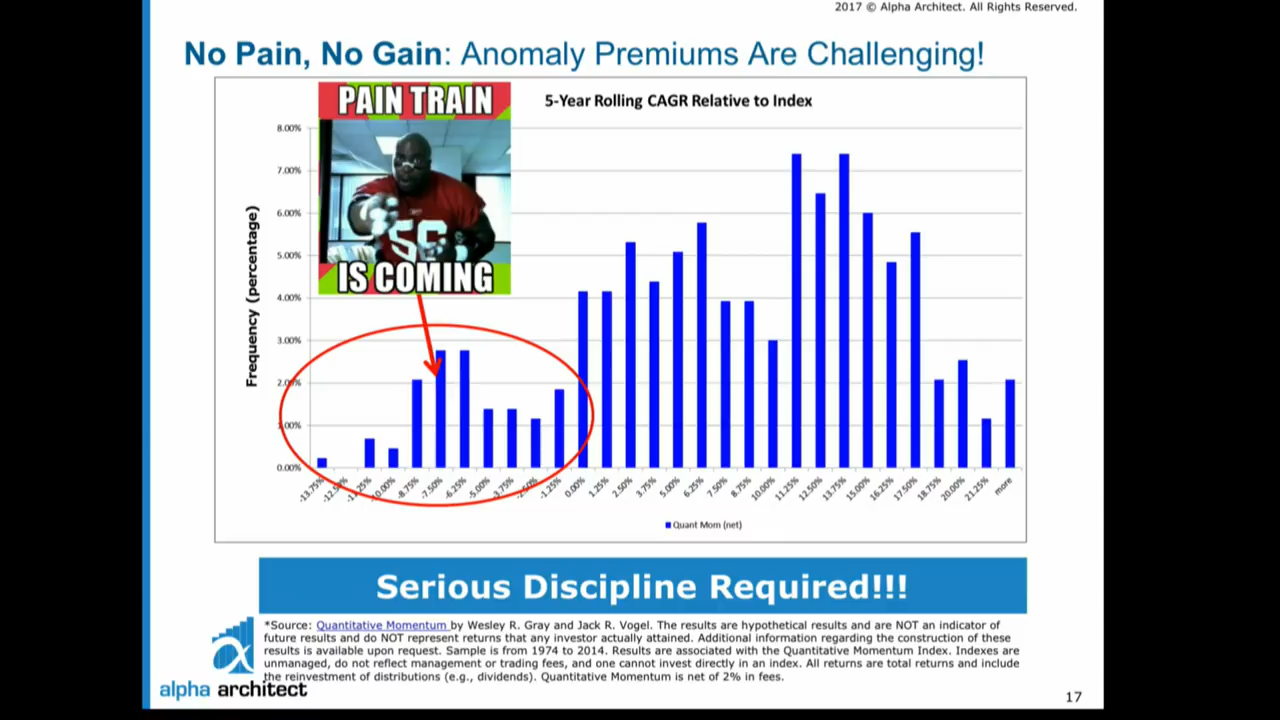 2017 © Alpha Architect. All Rights Reserved.
No Pain, No Gain: Anomaly Premiums Are Challenging!
PAIN TRAIN
IS COMING
56
5-Year Rolling CAGR Relative to Index
Frequency (percentage)
8.00%
7.00%
6.00%
5.00%
4.00%
3.00%
2.00%
1.00%
0.00%
-13.75% -12.50% -11.25% -10.00% -8.75% -7.50% -6.25% -5.00% -3.75% -2.50% -1.25% 0.00% 1.25% 2.50% 3.75% 5.00% 6.25% 7.50% 8.75% 10.00% 11.25% 12.50% 13.75% 15.00% 16.25% 17.50% 18.75% 20.00% 21.25% more
Quant Mom (net)
Serious Discipline Required!!!
*Source: Quantitative Momentum by Wesley R. Gray and Jack R. Vogel. The results are hypothetical results and are NOT an indicator of
future results and do NOT represent returns that any investor actually attained. Additional information regarding the construction of these
results is available upon request. Sample is from 1974 to 2014. Results are associated with the Quantitative Momentum Index. Indexes are
unmanaged, do not reflect management or trading fees, and one cannot invest directly in an index. All returns are total returns and include
the reinvestment of distributions (e.g., dividends). Quantitative Momentum is net of 2% in fees.
alpha architect
17